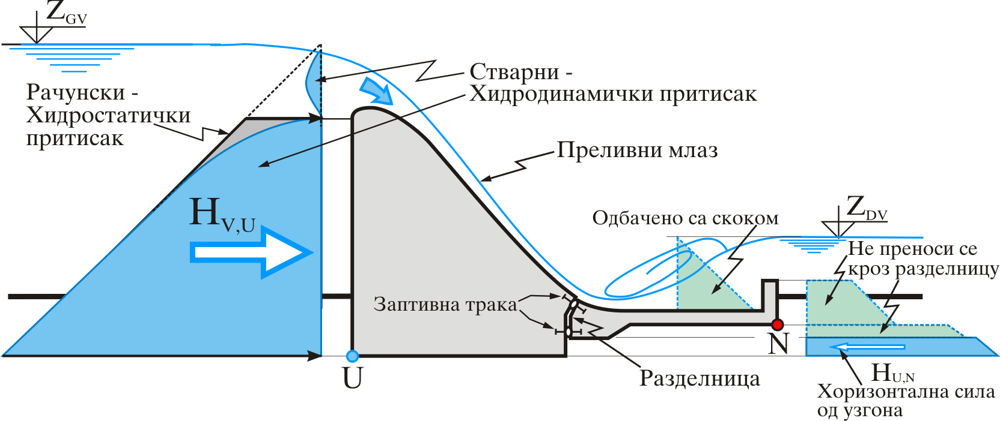 Z_GV
Рачунски -
Хидростатички
притисак
Стварни -
Хидродинамички притисак
Преливни млаз
H_V,U
Одбачено са скоком
Z_DV
Не преноси се
кроз разделницу
Заптивна трака
N
U
Разделница
H_U,N
Хоризонтална сила
од узгона